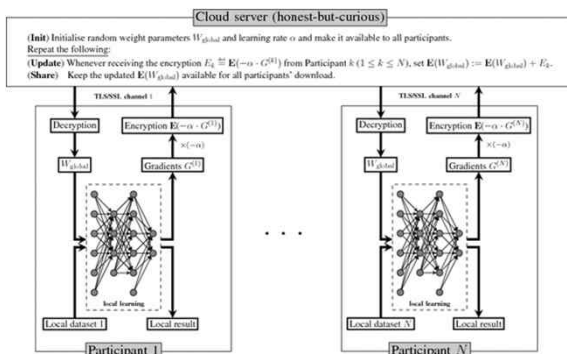 Cloud server (honest-but-curious)
(Init) Initialise random weight parameters W_global and learning rate α and make it available to all participants.
Repeat the following:
(Update) Whenever receiving the encryption from Participant k (1 ≤ k ≤ N), set E(W_global) := E(W_global) +
(Share) Keep the updated E(W_global) available for all participants' download.
TLS/SSL channel 1
TLS/SSL channel N
Decryption
Encryption E(−α · G^(1))
Decryption
Encryption E(−α · G^(N))
×(−α)
×(−α)
W_global
Gradients G^(1)
W_global
Gradients G^(N)
local learning
local learning
. . .
Local dataset 1
Local result
Local dataset N
Local result
Participant 1
Participant N